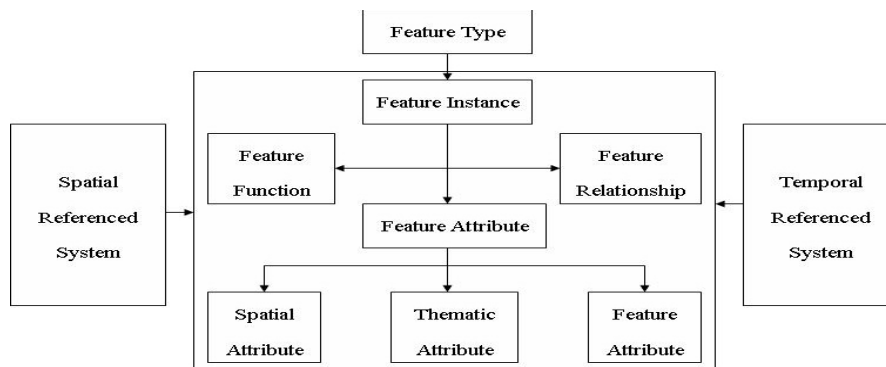 Feature Type
Feature Instance
Feature
Function
Feature
Relationship
Spatial
Referenced
System
Temporal
Referenced
System
Feature Attribute
Spatial
Attribute
Thematic
Attribute
Feature
Attribute